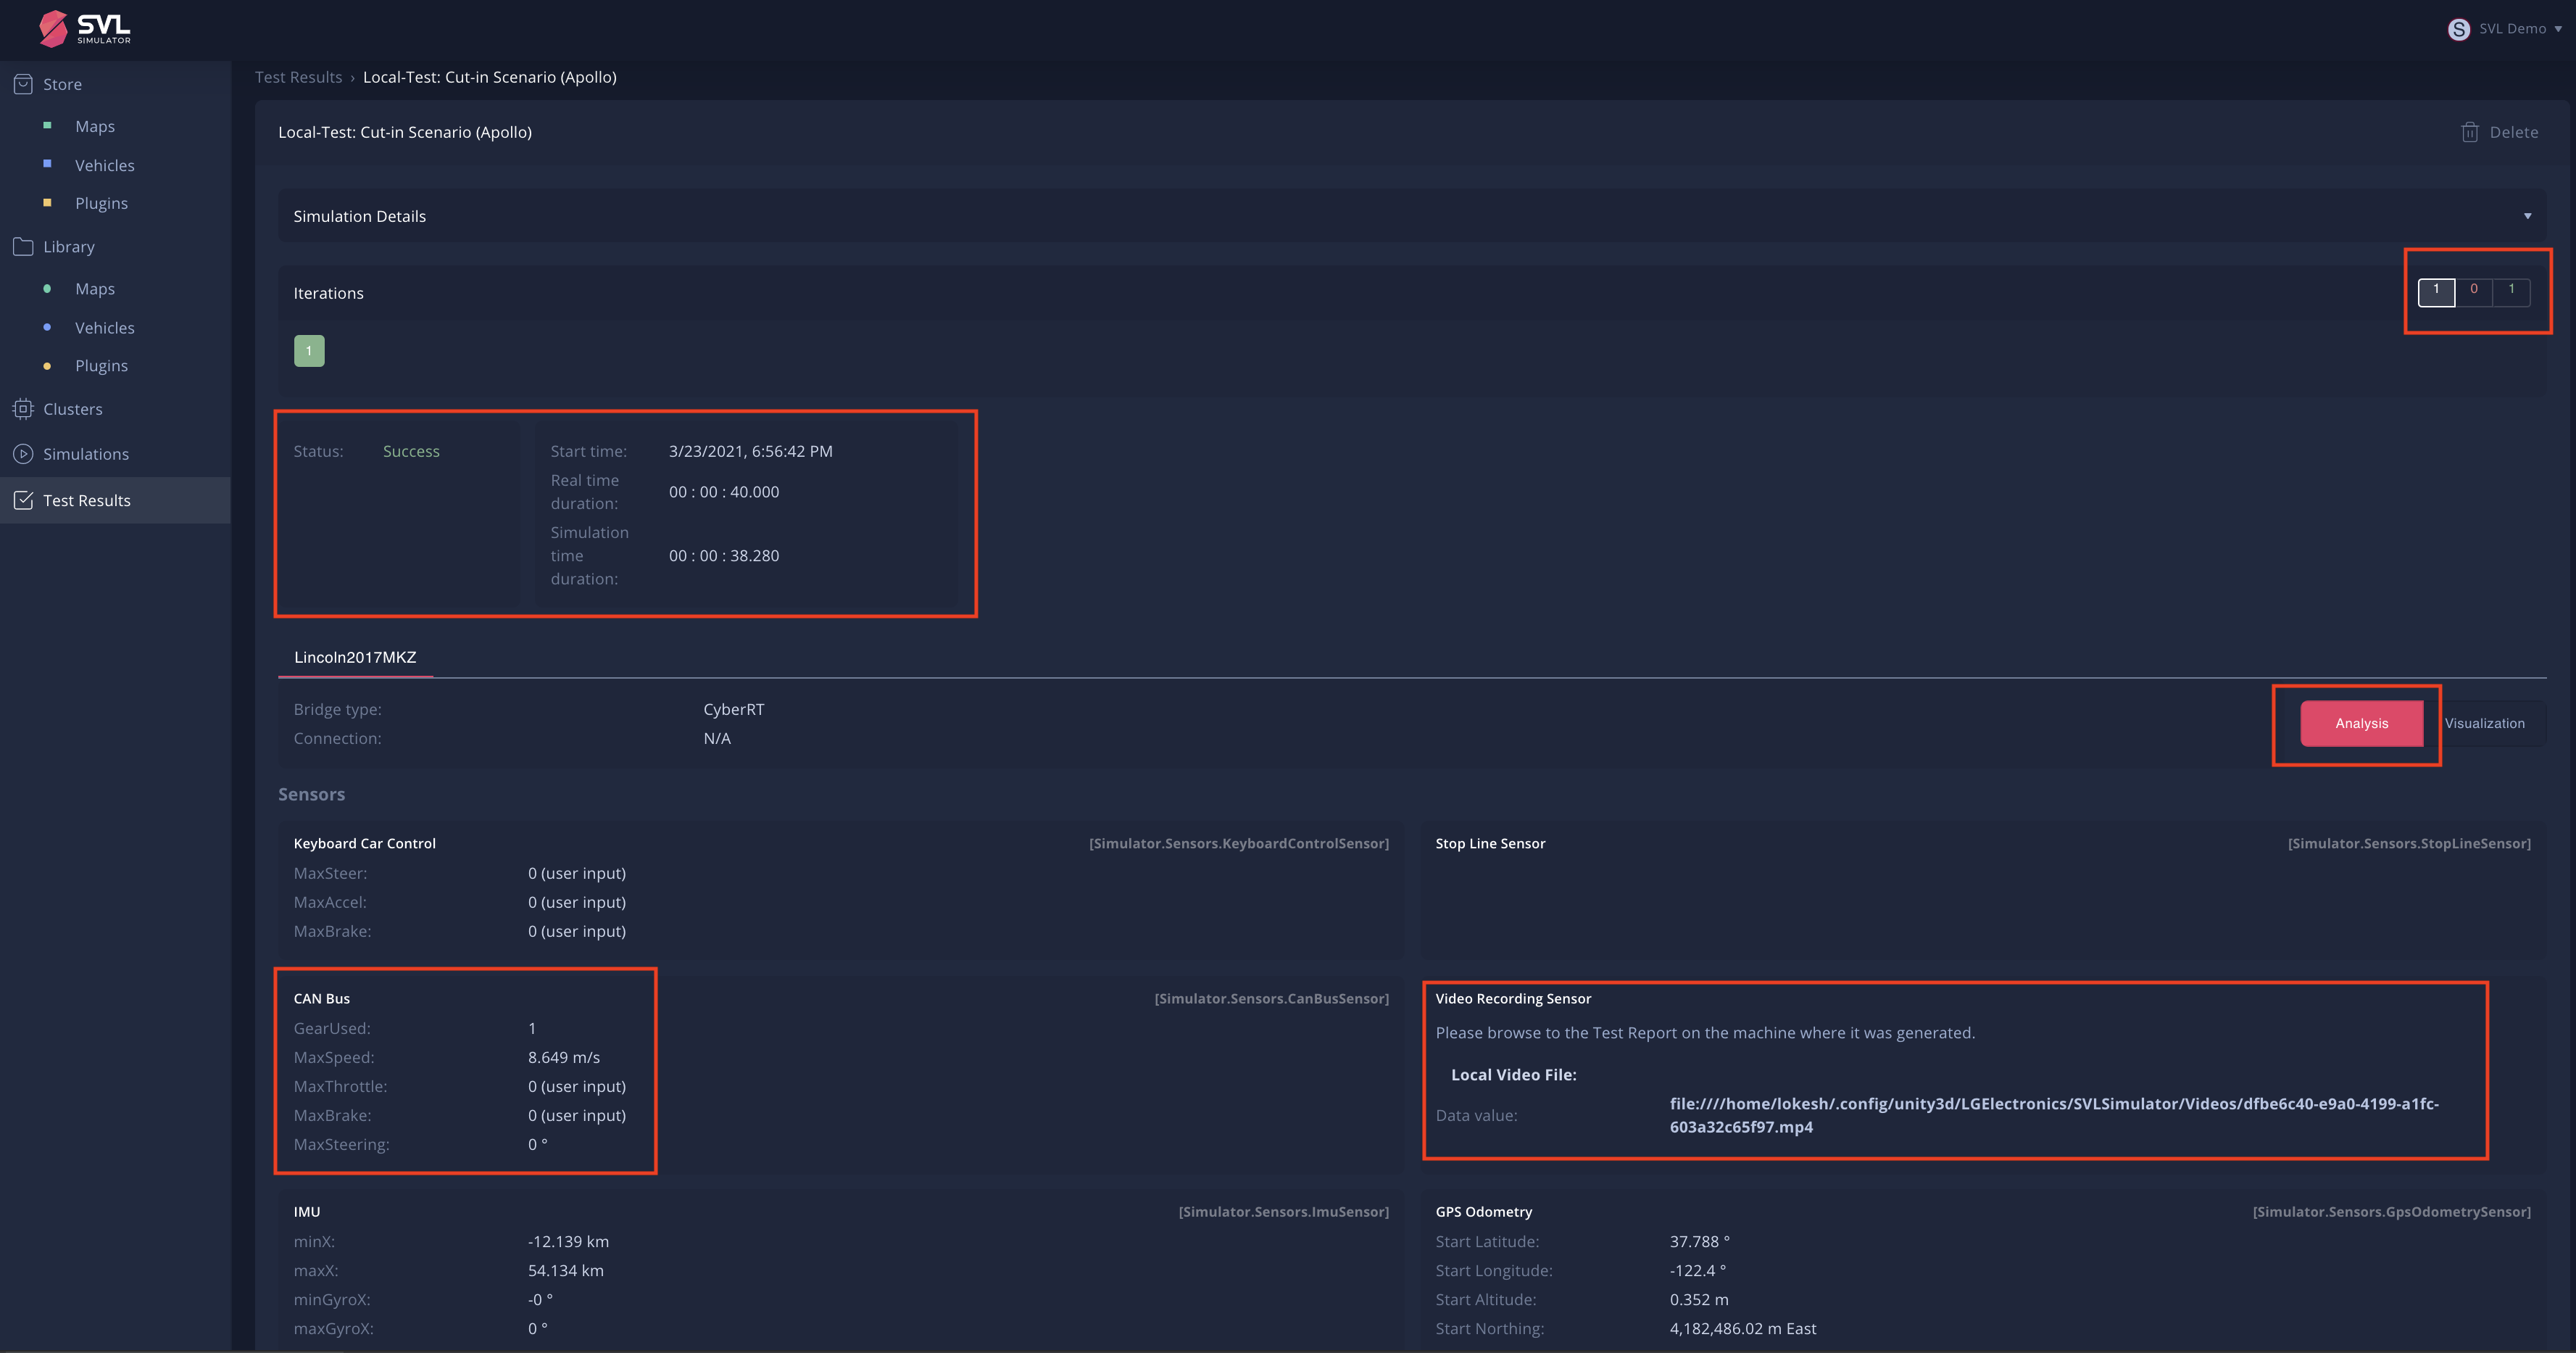 SVL
SIMULATOR
S SVL Demo
Store
Maps
Vehicles
Plugins
Library
Maps
Vehicles
Plugins
Clusters
Simulations
Test Results
Test Results › Local-Test: Cut-in Scenario (Apollo)
Local-Test: Cut-in Scenario (Apollo)
Delete
Simulation Details
Iterations
1 0 1
1
Status: Success
Start time: 3/23/2021, 6:56:42 PM
Real time
duration: 00 : 00 : 40.000
Simulation
time
duration: 00 : 00 : 38.280
Lincoln2017MKZ
Bridge type: CyberRT
Connection: N/A
Analysis Visualization
Sensors
Keyboard Car Control [Simulator.Sensors.KeyboardControlSensor]
MaxSteer: 0 (user input)
MaxAccel: 0 (user input)
MaxBrake: 0 (user input)
Stop Line Sensor [Simulator.Sensors.StopLineSensor]
CAN Bus [Simulator.Sensors.CanBusSensor]
GearUsed: 1
MaxSpeed: 8.649 m/s
MaxThrottle: 0 (user input)
MaxBrake: 0 (user input)
MaxSteering: 0 °
Video Recording Sensor
Please browse to the Test Report on the machine where it was generated.
Local Video File:
Data value: file:////home/lokesh/.config/unity3d/LGElectronics/SVLSimulator/Videos/dfbe6c40-e9a0-4199-a1fc-
603a32c65f97.mp4
IMU [Simulator.Sensors.ImuSensor]
minX: -12.139 km
maxX: 54.134 km
minGyroX: -0 °
maxGyroX: 0 °
GPS Odometry [Simulator.Sensors.GpsOdometrySensor]
Start Latitude: 37.788 °
Start Longitude: -122.4 °
Start Altitude: 0.352 m
Start Northing: 4,182,486.02 m East